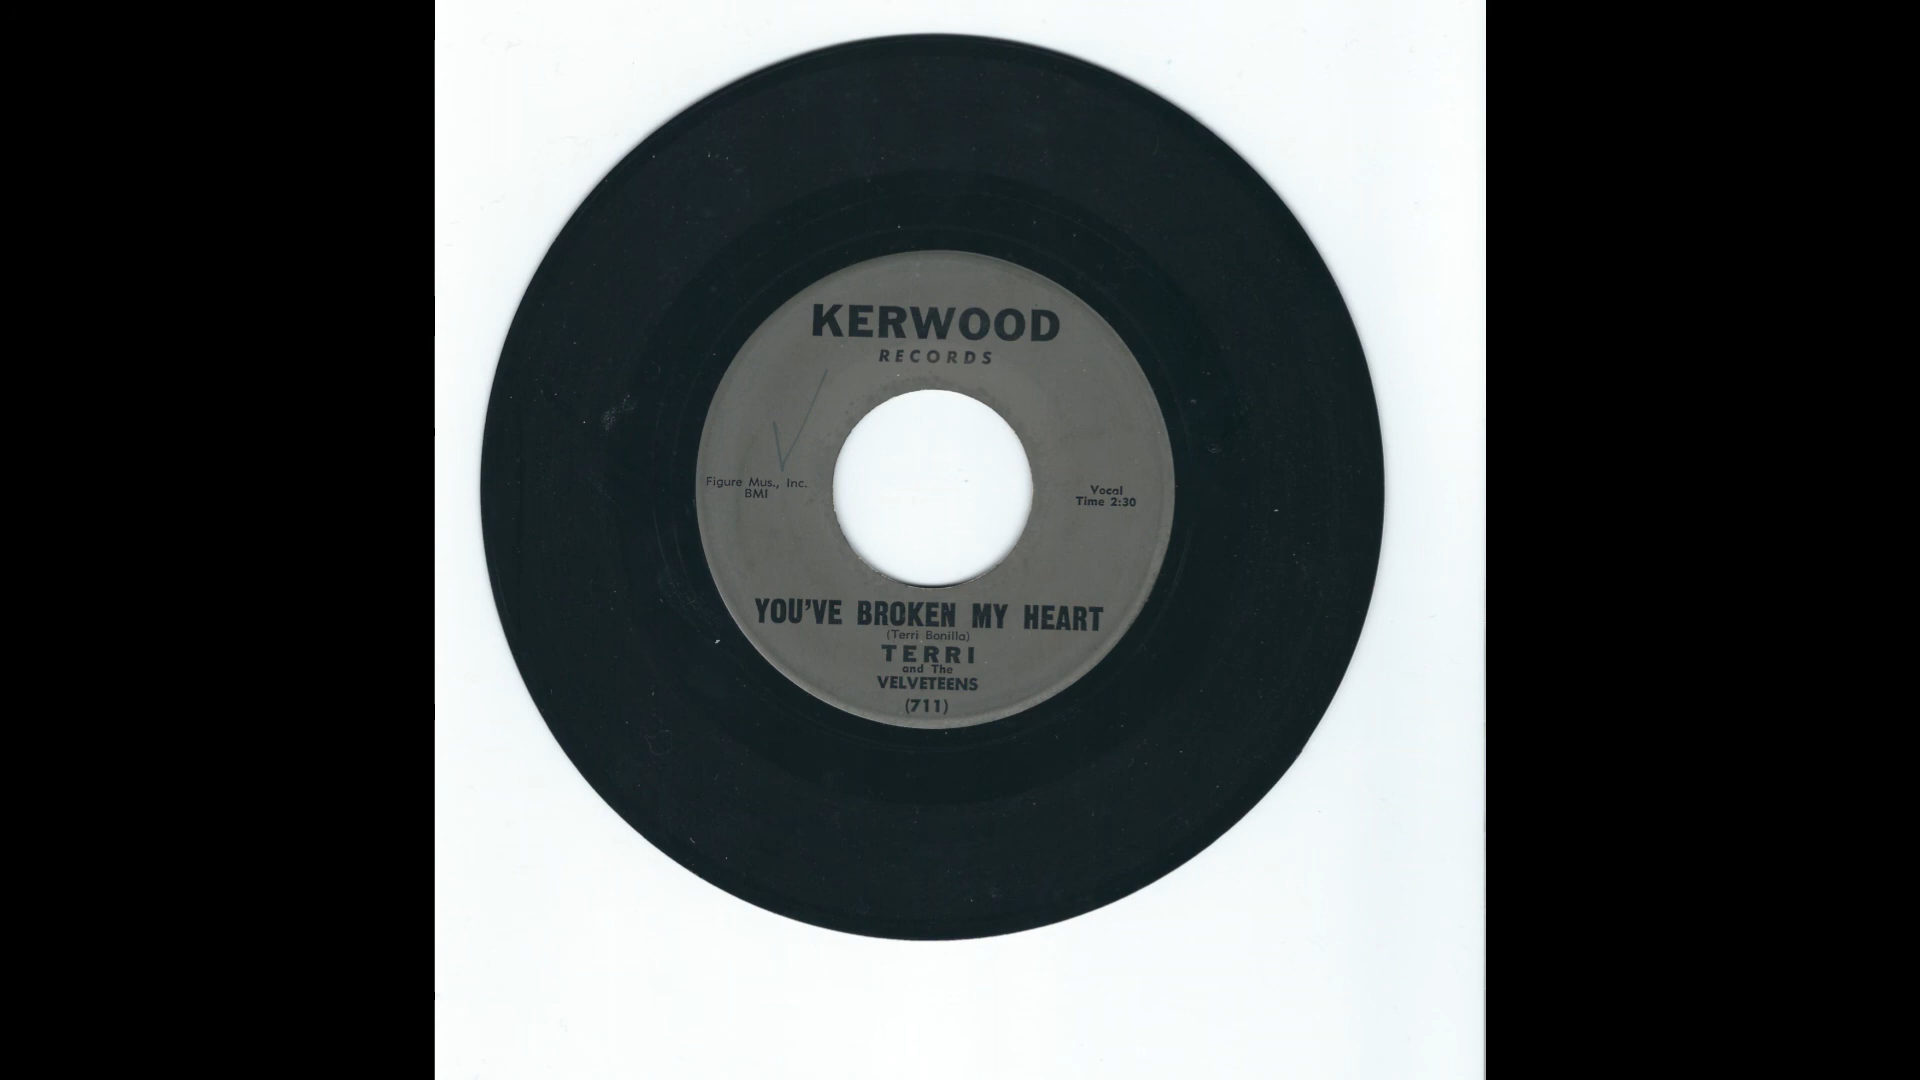 KERWOOD
RECORDS
Figure Mus., Inc.
BMI
Vocal
Time 2:30
YOU'VE BROKEN MY HEART
(Terri Bonilla)
TERRI
and The
VELVETEENS
(711)